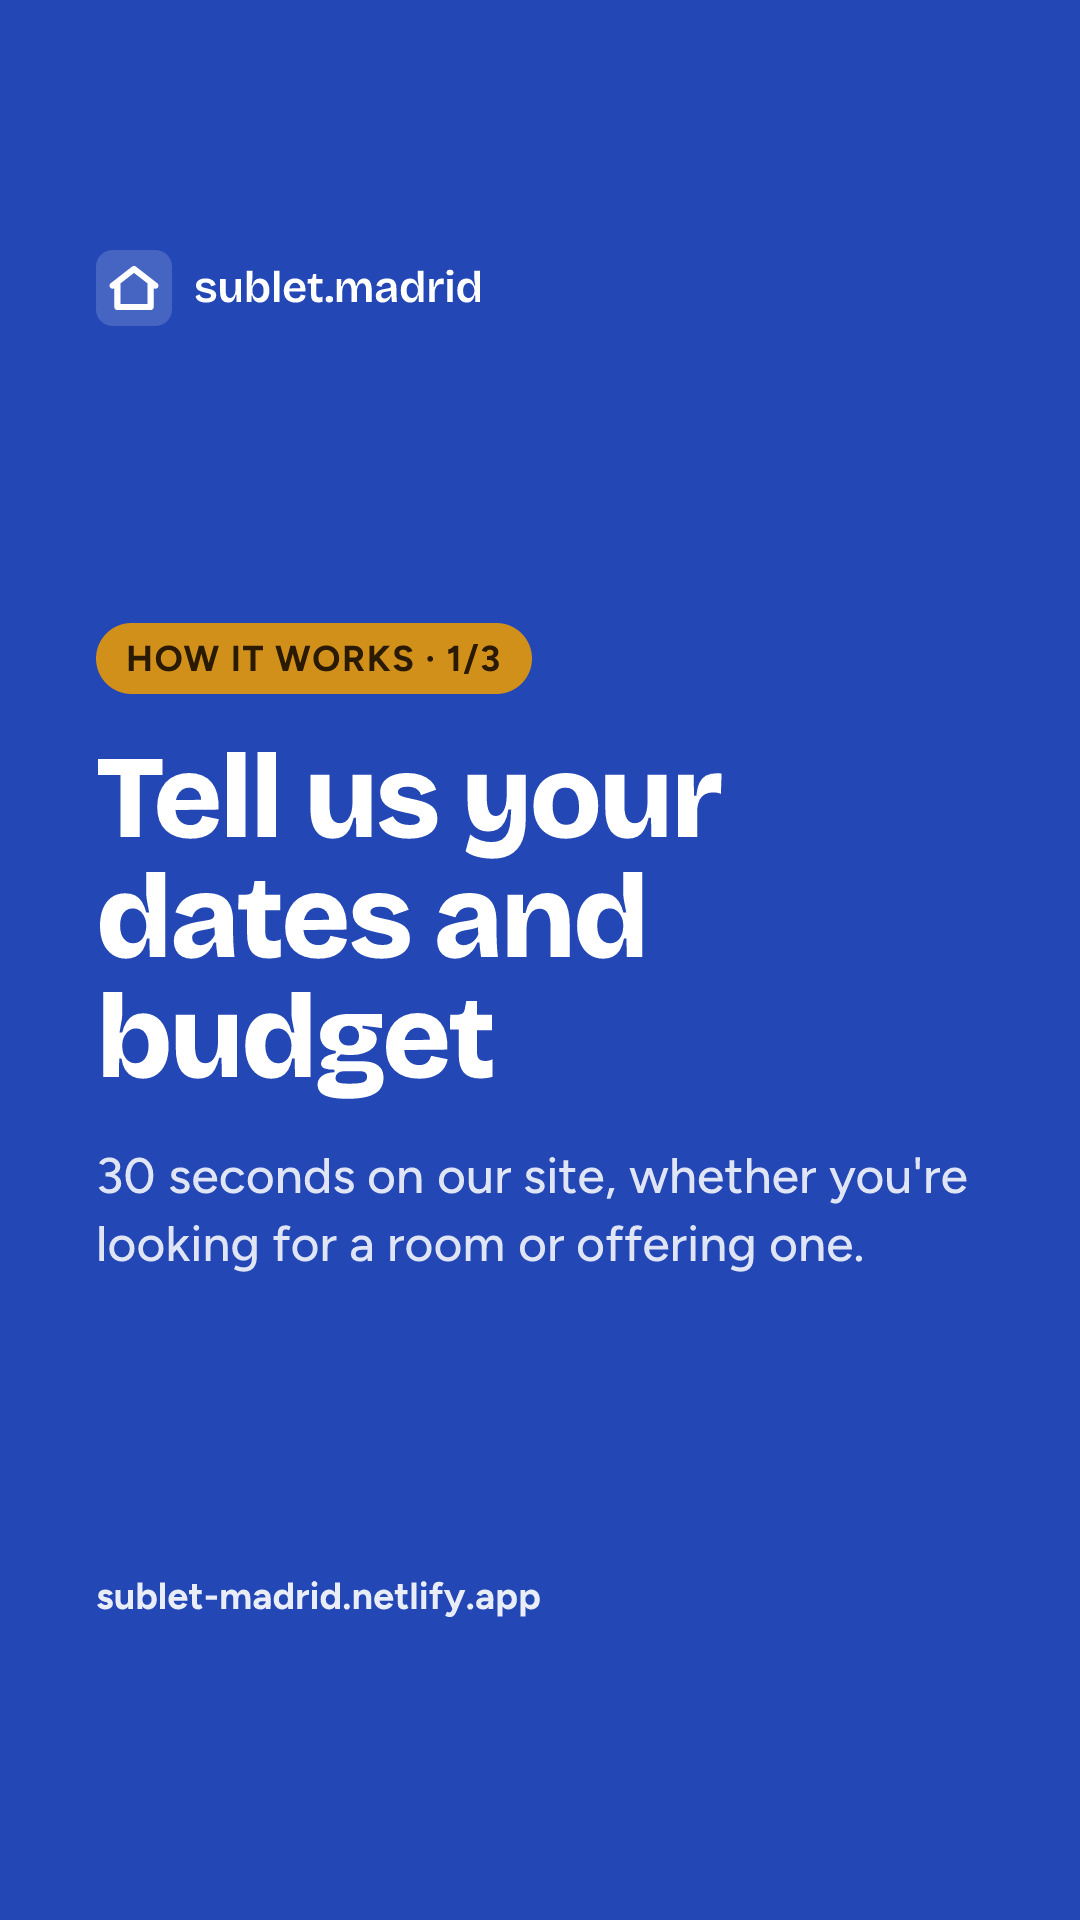 sublet.madrid
HOW IT WORKS · 1/3
Tell us your
dates and
budget
30 seconds on our site, whether you're
looking for a room or offering one.
sublet-madrid.netlify.app